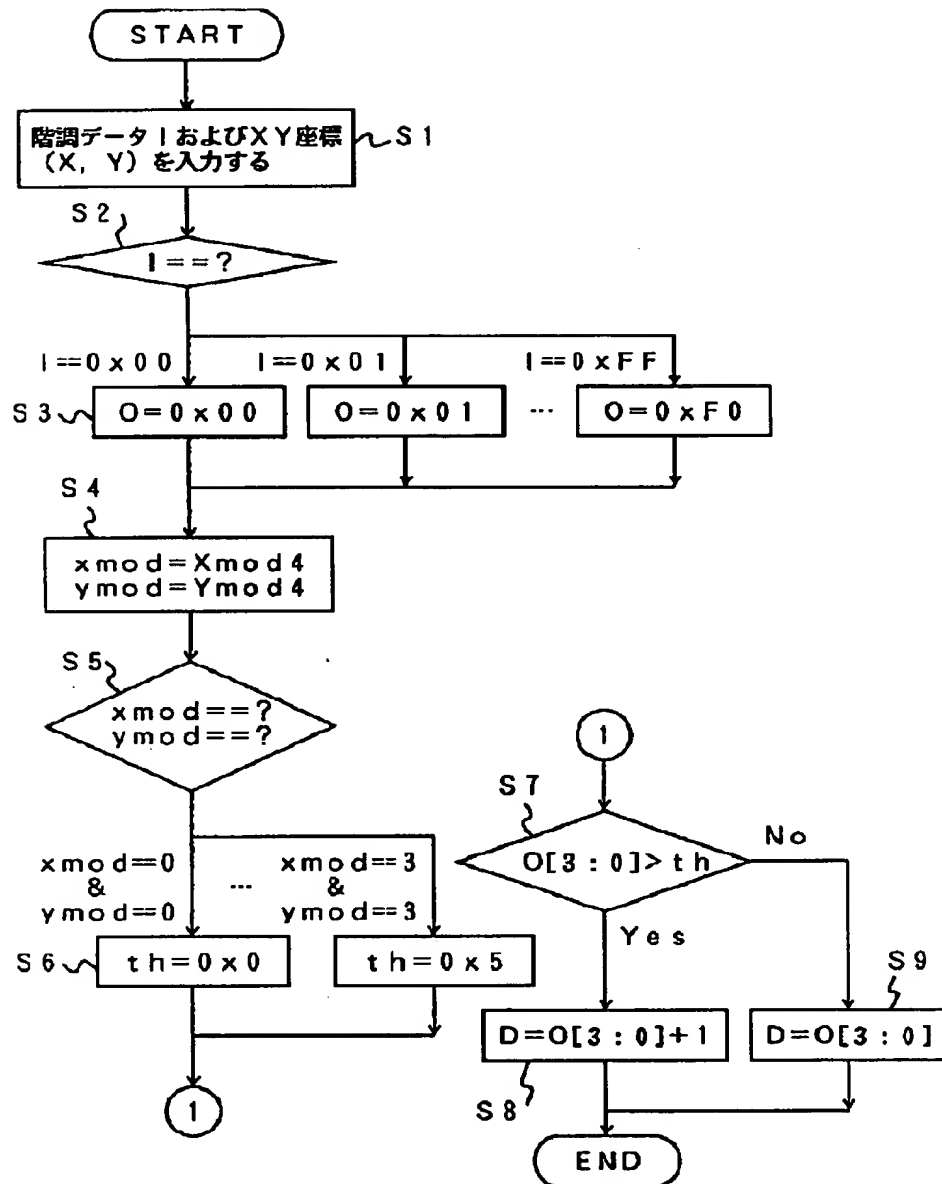 START
階調データIおよびXY座標
(X, Y)を入力する
S1
S2
I==?
I==0x00
I==0x01
I==0xFF
S3
O=0x00
O=0x01
...
O=0xF0
S4
xmod=Xmod4
ymod=Ymod4
S5
xmod==?
ymod==?
xmod==0
&
ymod==0
...
xmod==3
&
ymod==3
S6
th=0x0
th=0x5
1
1
S7
O[3:0]>th
No
Yes
S9
D=O[3:0]+1
D=O[3:0]
S8
END